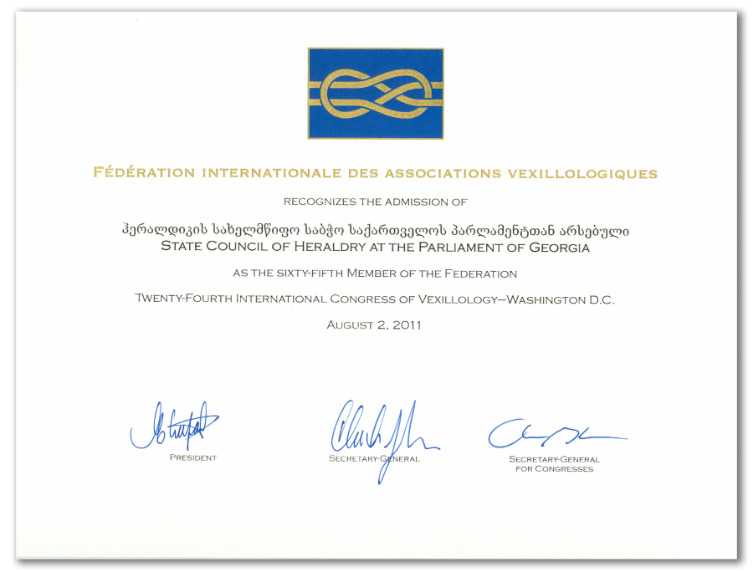 FÉDÉRATION INTERNATIONALE DES ASSOCIATIONS VEXILLOLOGIQUES
RECOGNIZES THE ADMISSION OF
ჰერალდიკის სახელმწიფო საბჭო საქართველოს პარლამენტთან არსებული
STATE COUNCIL OF HERALDRY AT THE PARLIAMENT OF GEORGIA
AS THE SIXTY-FIFTH MEMBER OF THE FEDERATION
TWENTY-FOURTH INTERNATIONAL CONGRESS OF VEXILLOLOGY–WASHINGTON D.C.
AUGUST 2, 2011
PRESIDENT
SECRETARY-GENERAL
SECRETARY-GENERAL
FOR CONGRESSES